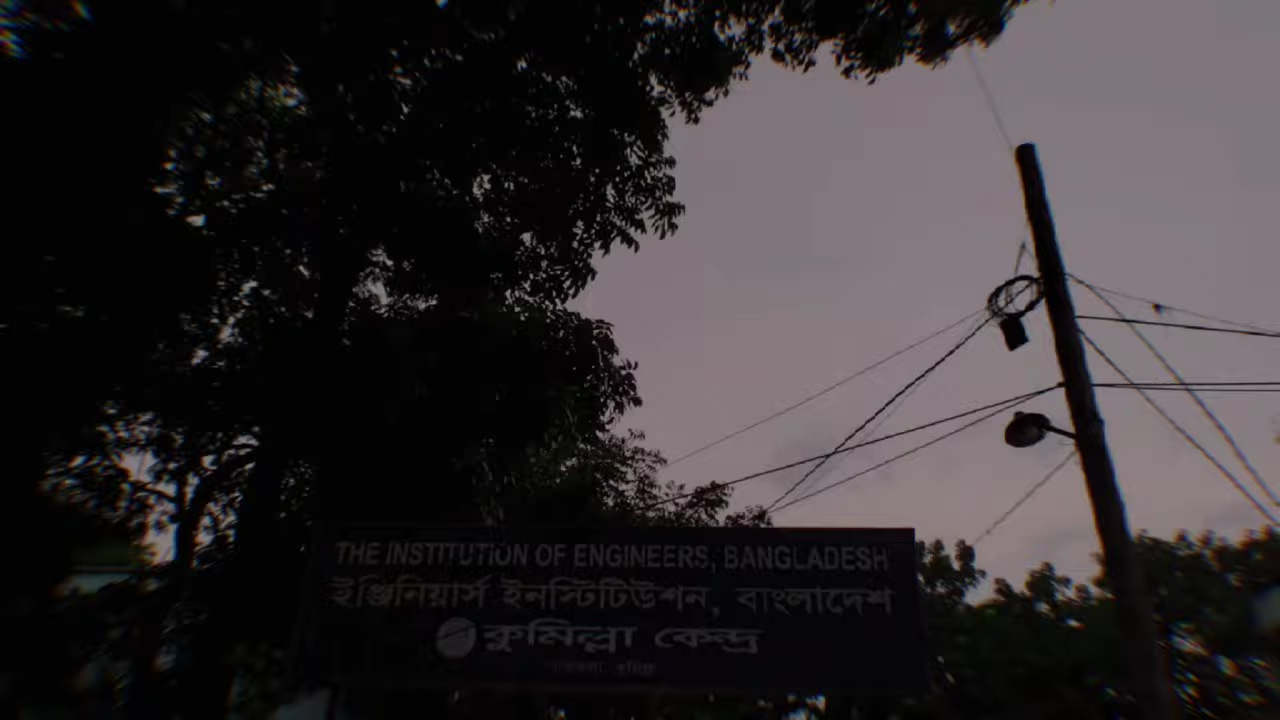 THE INSTITUTION OF ENGINEERS, BANGLADESH
ইঞ্জিনিয়ার্স ইনস্টিটিউশন, বাংলাদেশ
কুমিল্লা কেন্দ্র